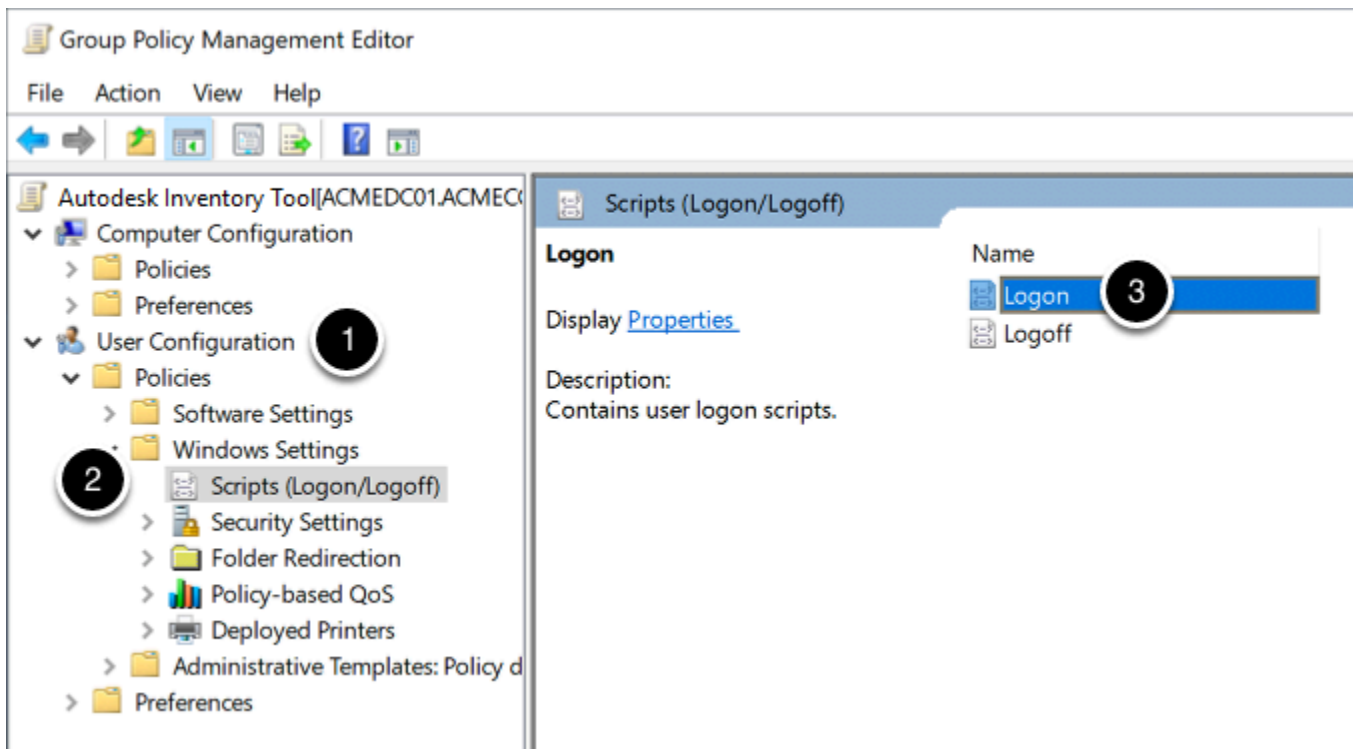 Group Policy Management Editor
File Action View Help
Autodesk Inventory Tool[ACMEDC01.ACMEC
Computer Configuration
Policies
Preferences
User Configuration 1
Policies
Software Settings
Windows Settings
2 Scripts (Logon/Logoff)
Security Settings
Folder Redirection
Policy-based QoS
Deployed Printers
Administrative Templates: Policy d
Preferences
Scripts (Logon/Logoff)
Logon
Display Properties
Description:
Contains user logon scripts.
Name
Logon 3
Logoff